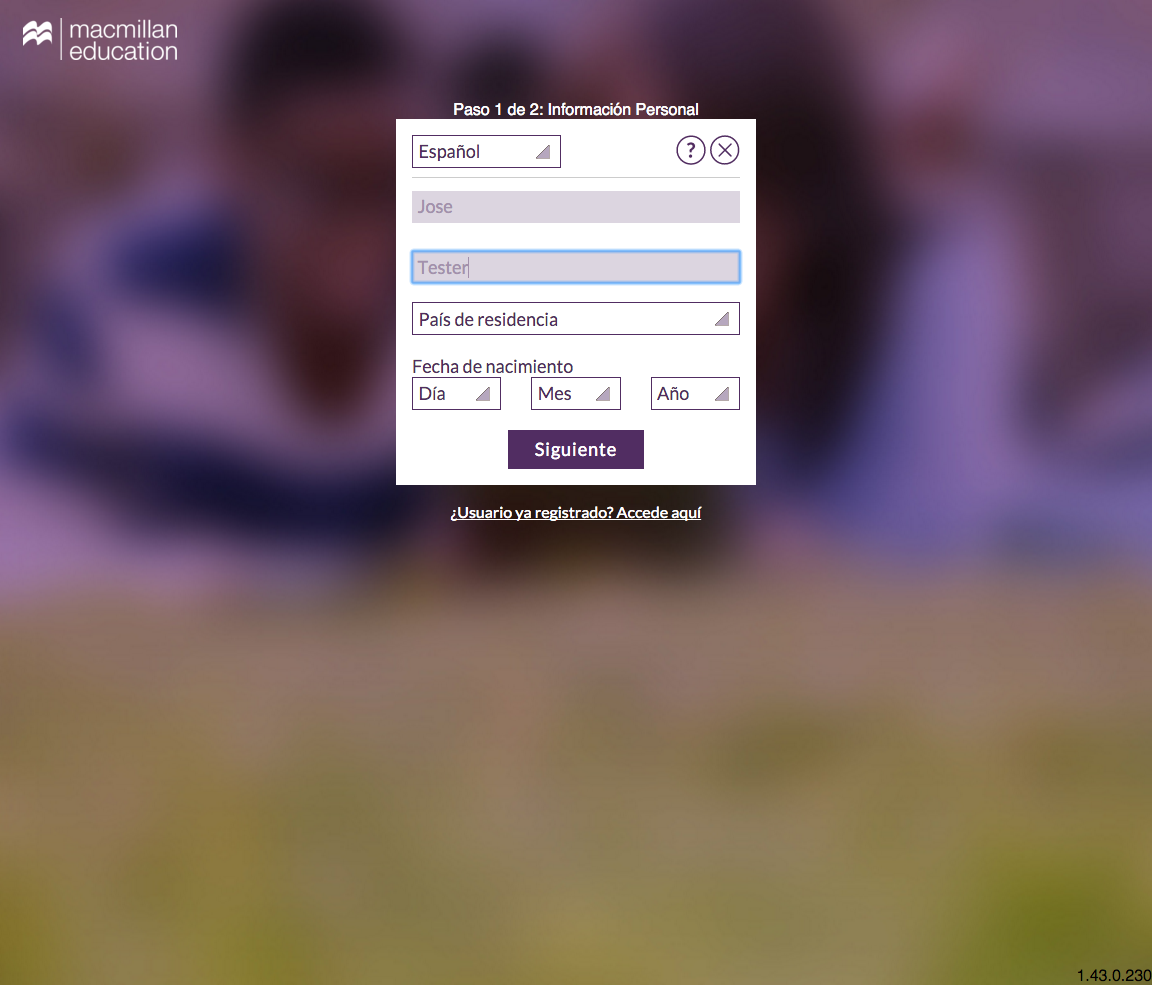 macmillan
education
Paso 1 de 2: Información Personal
Español
?
Jose
Tester
País de residencia
Fecha de nacimiento
Día Mes Año
Siguiente
¿Usuario ya registrado? Accede aquí
1.43.0.230